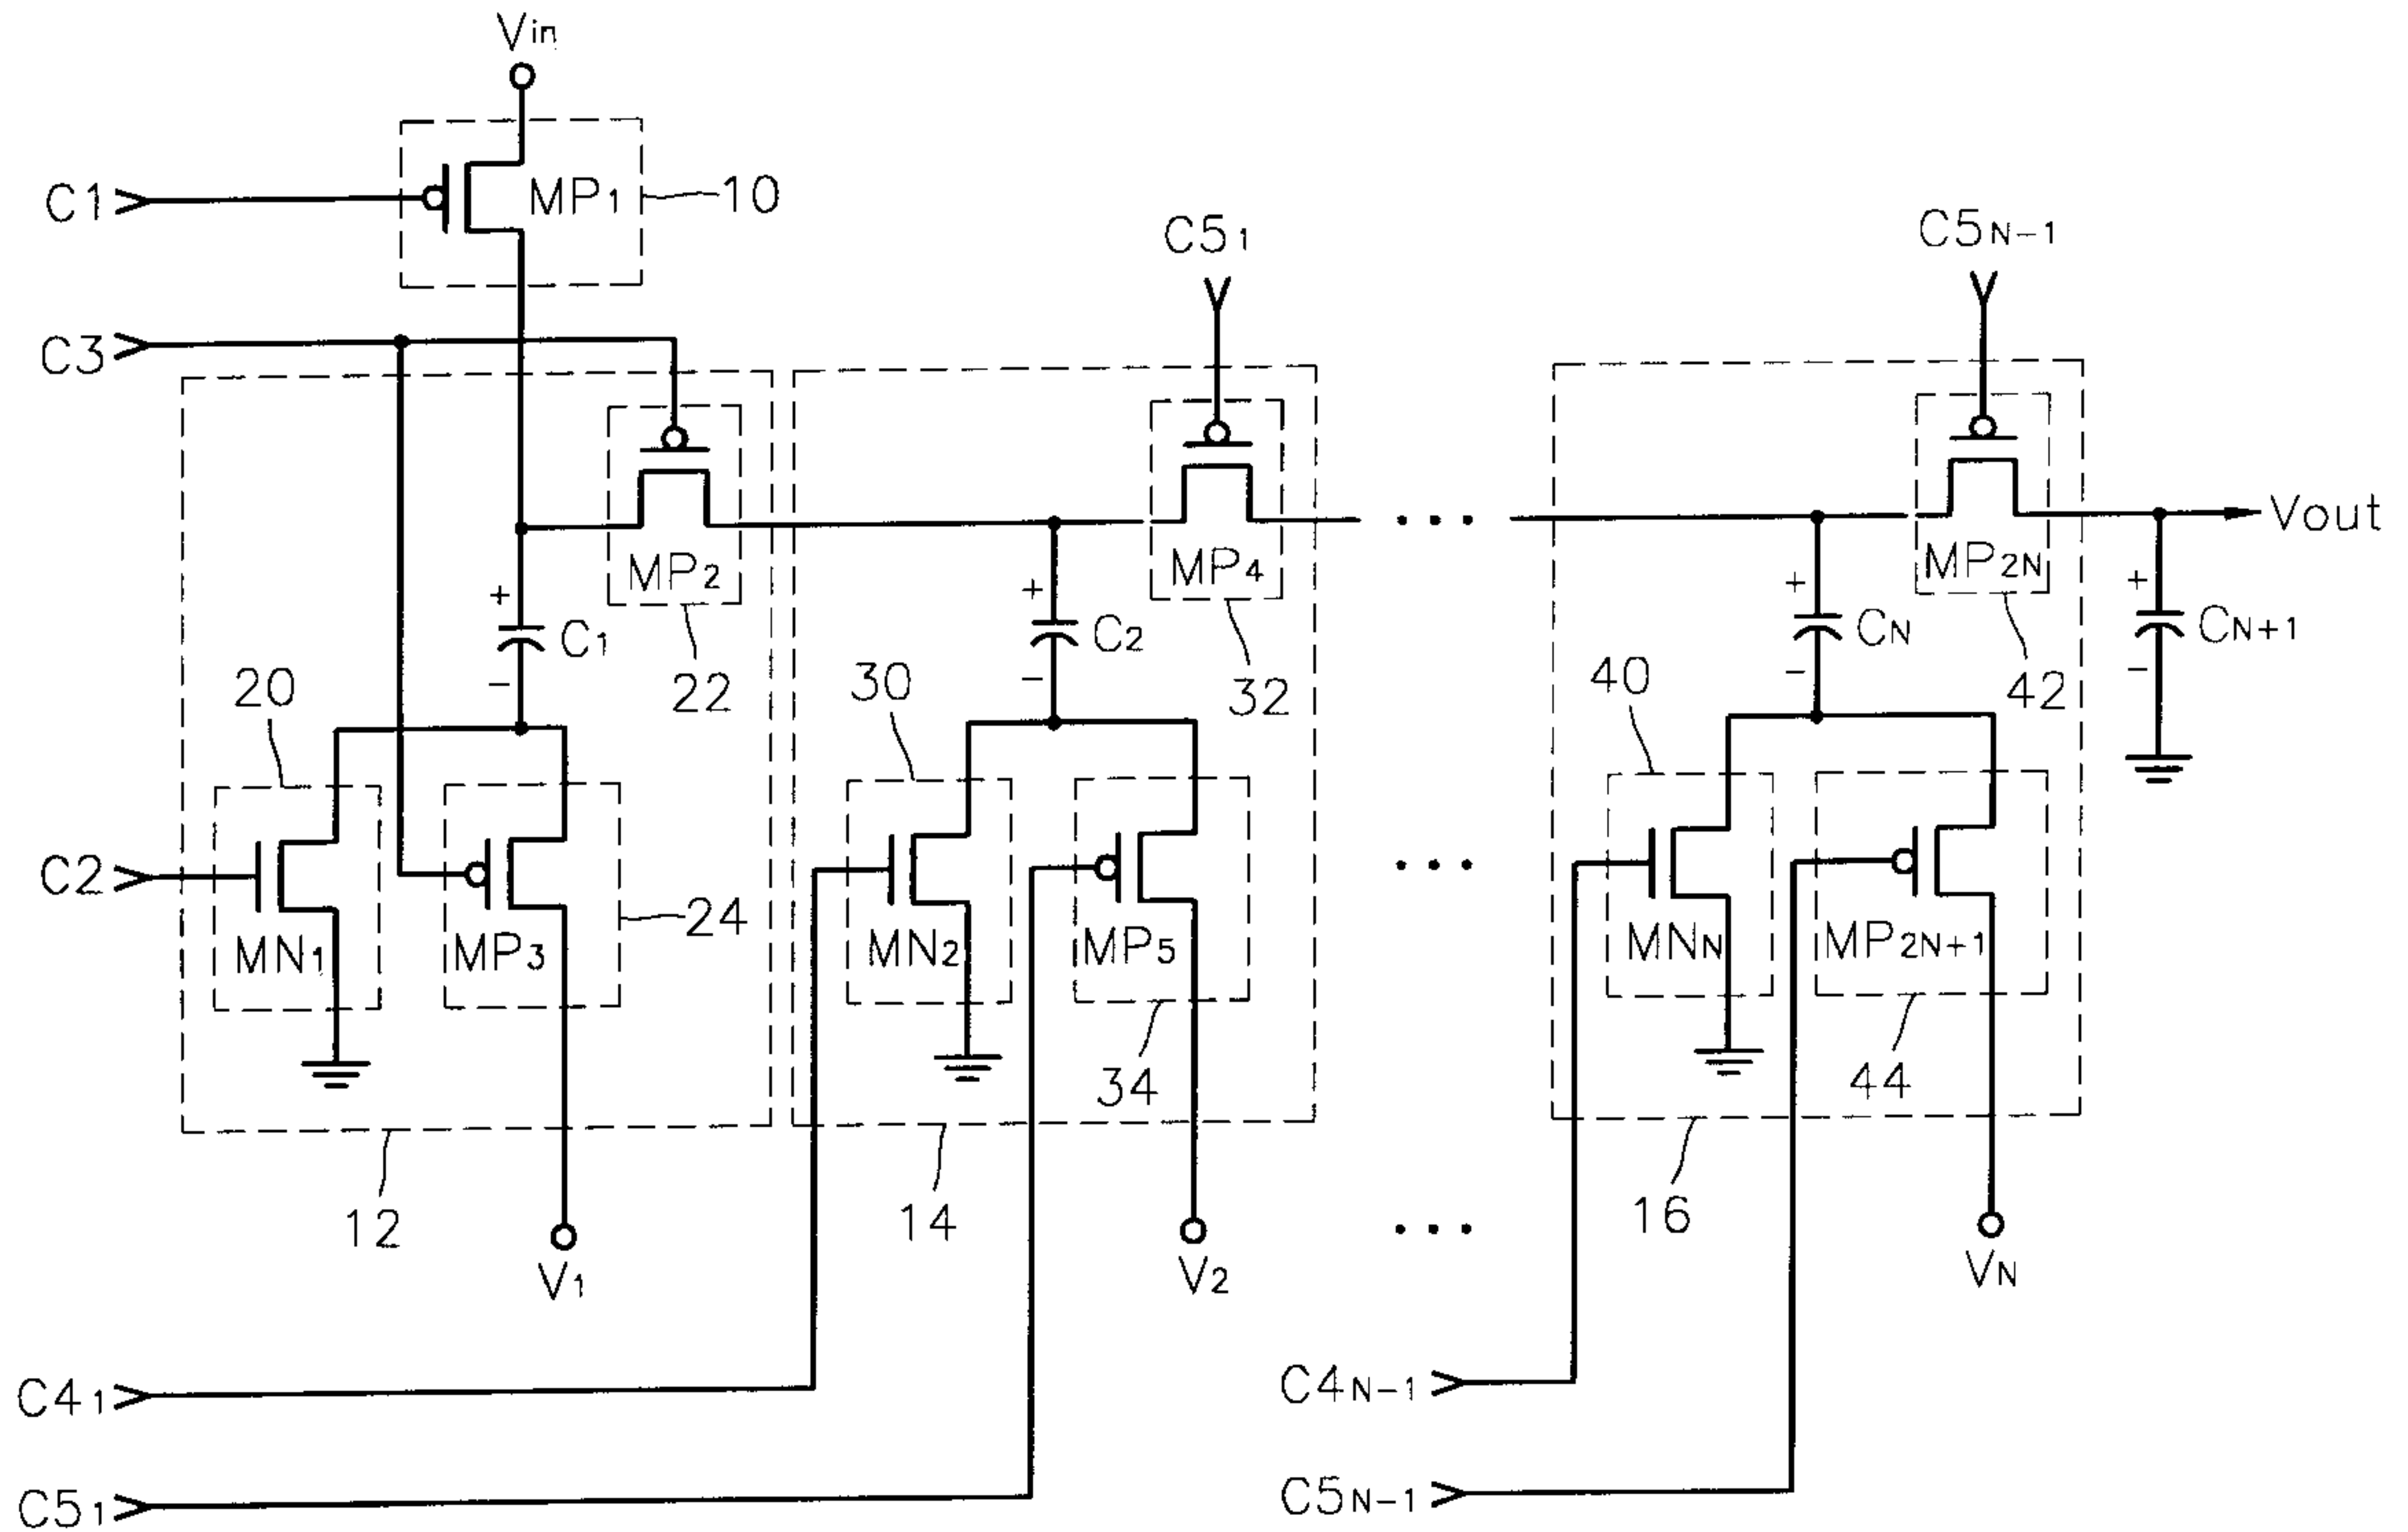 Vin
C1
MP1
10
C51
C5N-1
C3
MP2
MP4
MP2N
Vout
+
C1
-
22
+
C2
-
32
+
CN
-
42
+
CN+1
-
20
30
40
C2
MN1
MP3
24
MN2
MP5
MNN
MP2N+1
34
44
12
14
16
V1
V2
VN
C41
C4N-1
C51
C5N-1